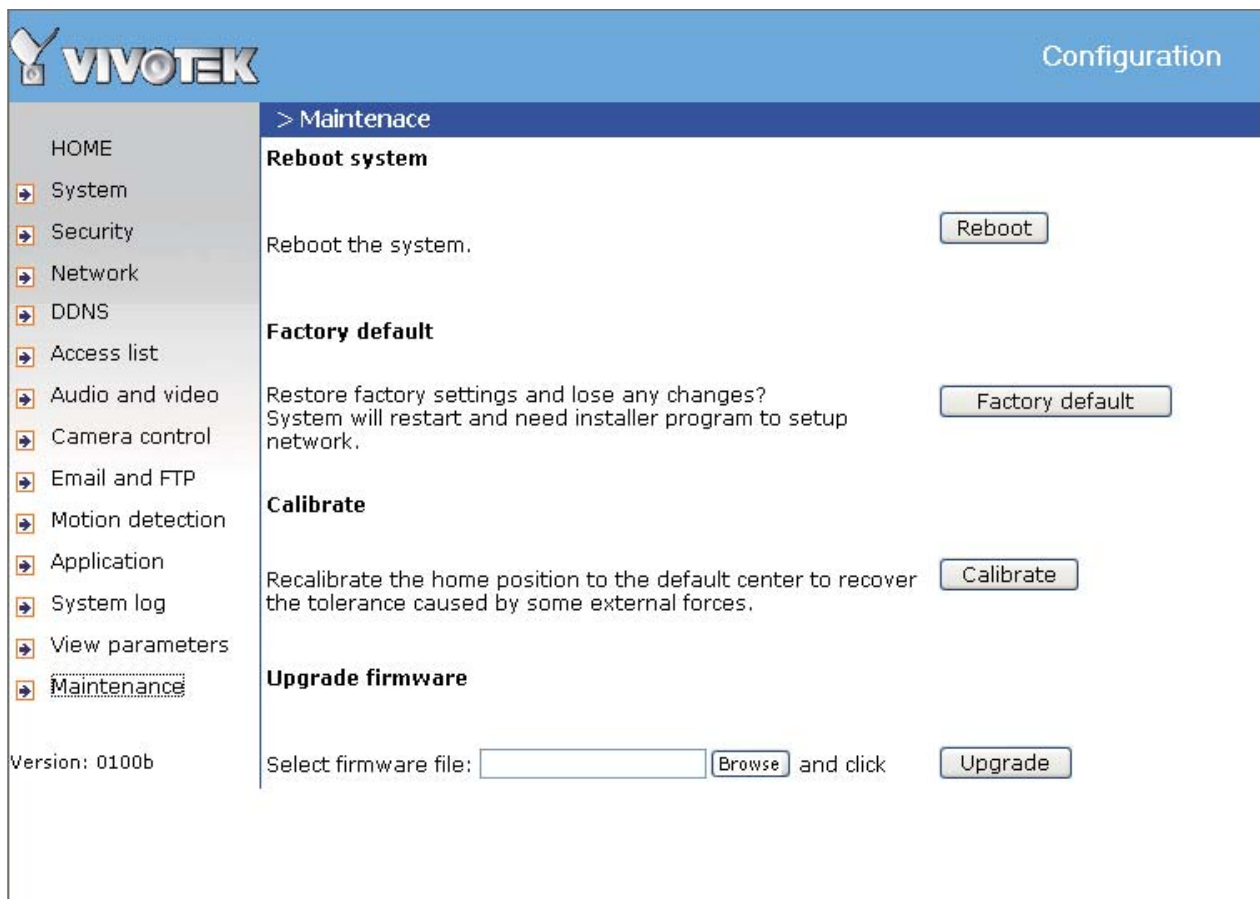 VIVOTEK
Configuration
HOME
System
Security
Network
DDNS
Access list
Audio and video
Camera control
Email and FTP
Motion detection
Application
System log
View parameters
Maintenance
Version: 0100b
> Maintenace
Reboot system
Reboot the system.
Reboot
Factory default
Restore factory settings and lose any changes?
System will restart and need installer program to setup
network.
Factory default
Calibrate
Recalibrate the home position to the default center to recover
the tolerance caused by some external forces.
Calibrate
Upgrade firmware
Select firmware file: Browse and click Upgrade